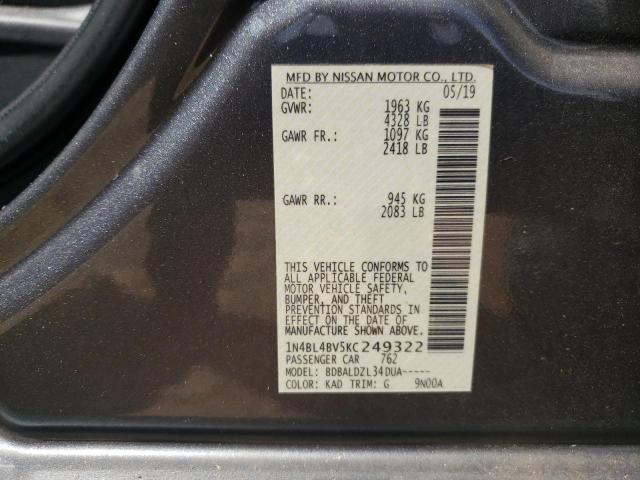 MFD BY NISSAN MOTOR CO., LTD.
DATE: 05/19
GVWR: 1963 KG
4328 LB
GAWR FR.: 1097 KG
2418 LB
GAWR RR.: 945 KG
2083 LB
THIS VEHICLE CONFORMS TO
ALL APPLICABLE FEDERAL
MOTOR VEHICLE SAFETY,
BUMPER, AND THEFT
PREVENTION STANDARDS IN
EFFECT ON THE DATE OF
MANUFACTURE SHOWN ABOVE.
1N4BL4BV5KC249322
PASSENGER CAR 762
MODEL: BDBALDZL34DUA-----
COLOR: KAD TRIM: G 9N00A